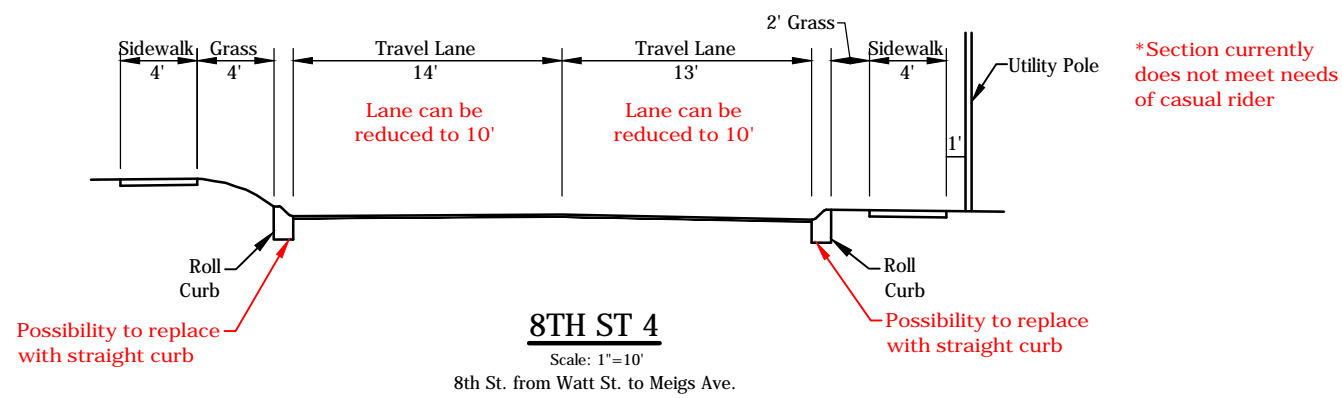 2' Grass
Sidewalk
4'
Grass
4'
Travel Lane
14'
Lane can be
reduced to 10'
Travel Lane
13'
Lane can be
reduced to 10'
Sidewalk
4'
1'
Utility Pole
*Section currently
does not meet needs
of casual rider
Roll
Curb
Possibility to replace
with straight curb
Roll
Curb
Possibility to replace
with straight curb
8TH ST 4
Scale: 1"=10'
8th St. from Watt St. to Meigs Ave.